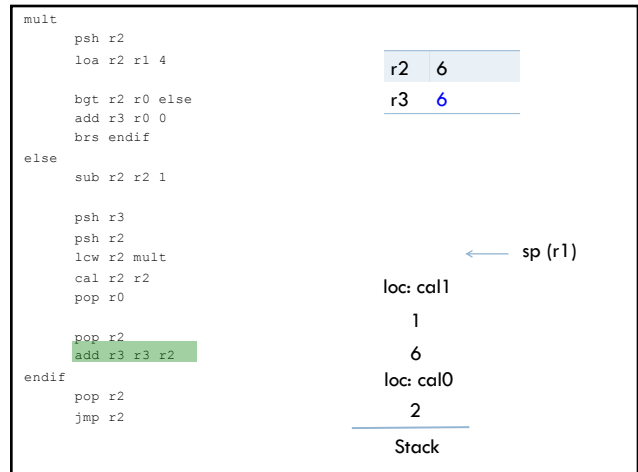 mult
psh r2
loa r2 r1 4
bgt r2 r0 else
add r3 r0 0
brs endif
else
sub r2 r2 1
psh r3
psh r2
lcw r2 mult
cal r2 r2
pop r0
pop r2
add r3 r3 r2
endif
pop r2
jmp r2
r2 6
r3 6
sp (r1)
loc: cal1
1
6
loc: cal0
2
Stack